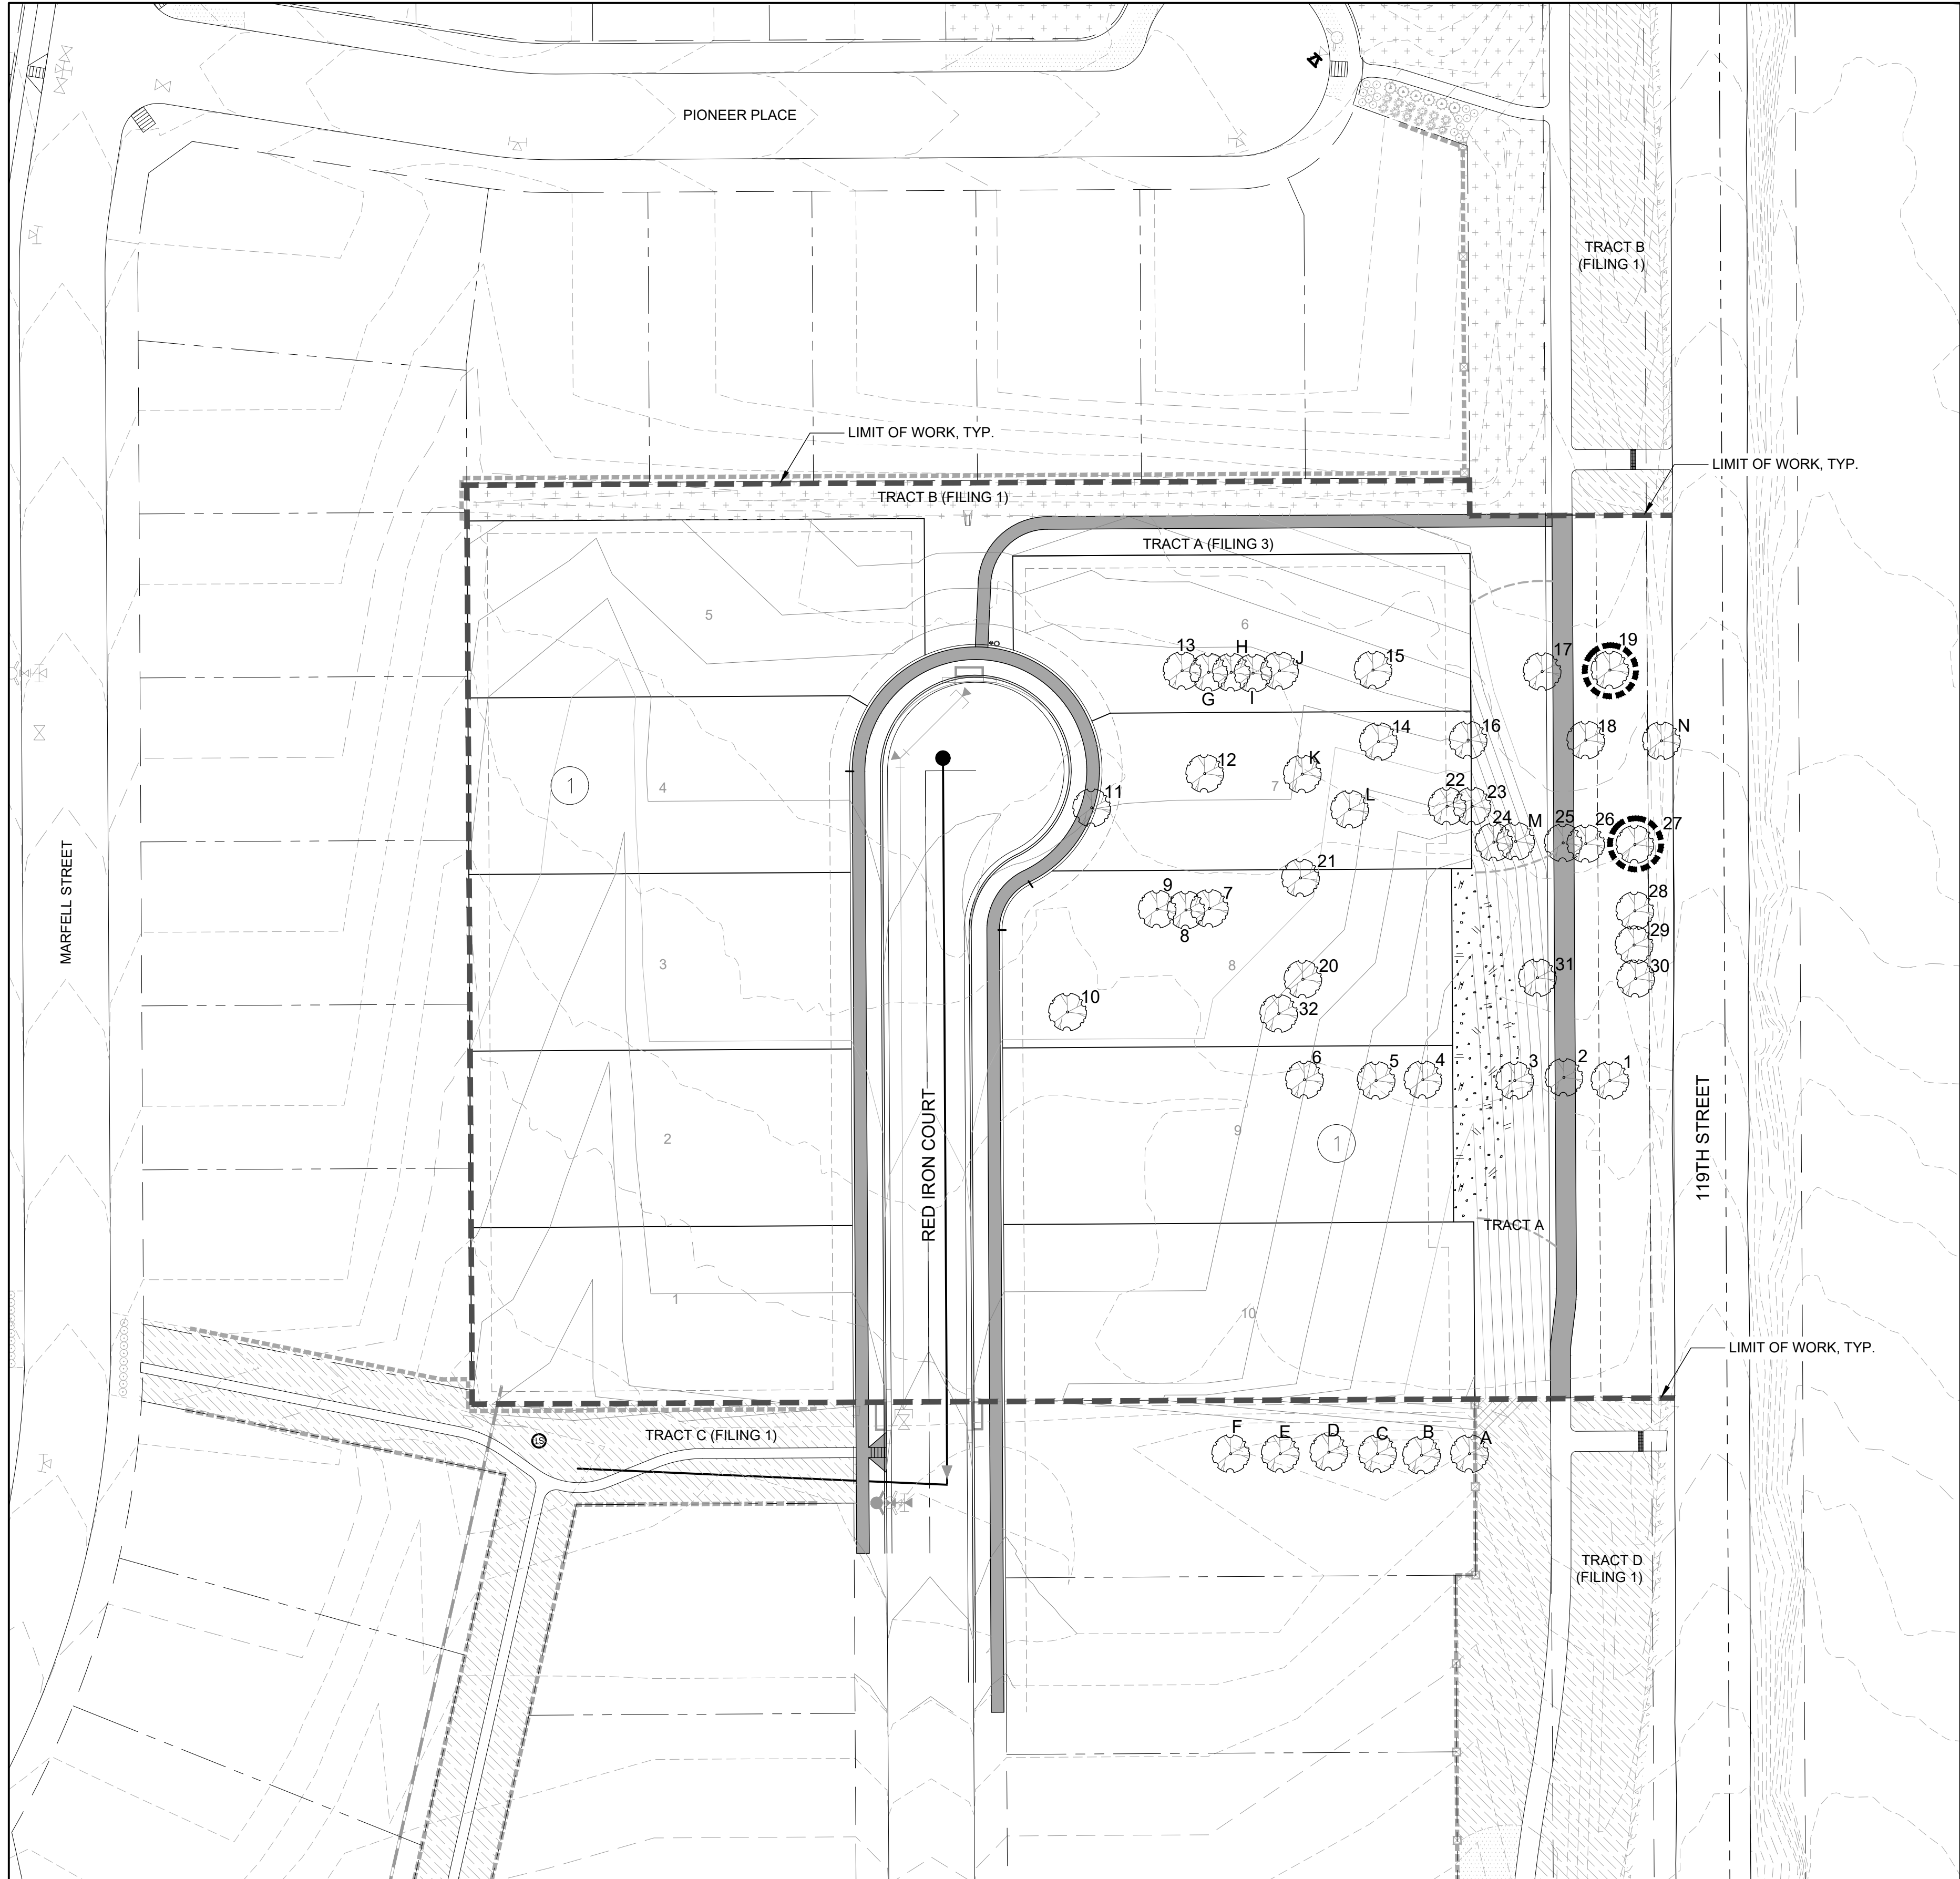 PIONEER PLACE
TRACT B
(FILING 1)
LIMIT OF WORK, TYP.
LIMIT OF WORK, TYP.
TRACT B (FILING 1)
TRACT A (FILING 3)
5
6
13
H
J
15
17
19
G
I
14
16
18
N
12
K
1
4
7
11
L
22
23
24
M
25
26
27
MARFELL STREET
21
9
7
8
28
29
3
8
20
31
30
10
32
6
5
4
3
2
1
RED IRON COURT
119TH STREET
2
9
1
TRACT A
1
10
LIMIT OF WORK, TYP.
TRACT C (FILING 1)
ST
F
E
D
C
B
A
TRACT D
(FILING 1)